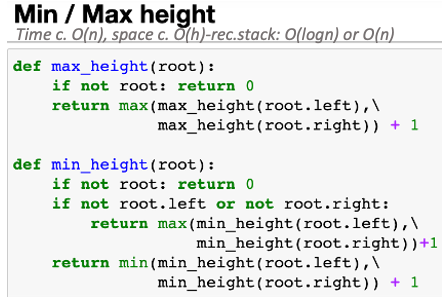 Min / Max height
Time c. O(n), space c. O(h)-rec.stack: O(logn) or O(n)
def max_height(root):
    if not root: return 0
    return max(max_height(root.left),\
               max_height(root.right)) + 1
def min_height(root):
    if not root: return 0
    if not root.left or not root.right:
        return max(min_height(root.left),\
                   min_height(root.right))+1
    return min(min_height(root.left),\
               min_height(root.right)) + 1